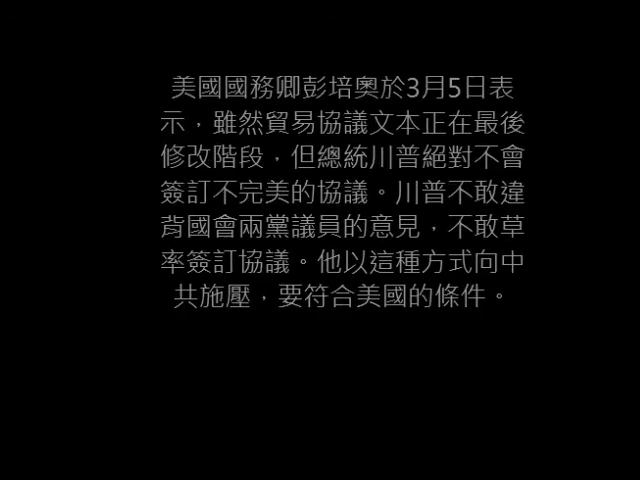 美國國務卿彭培奧於3月5日表
示，雖然貿易協議文本正在最後
修改階段，但總統川普絕對不會
簽訂不完美的協議。川普不敢違
背國會兩黨議員的意見，不敢草
率簽訂協議。他以這種方式向中
共施壓，要符合美國的條件。